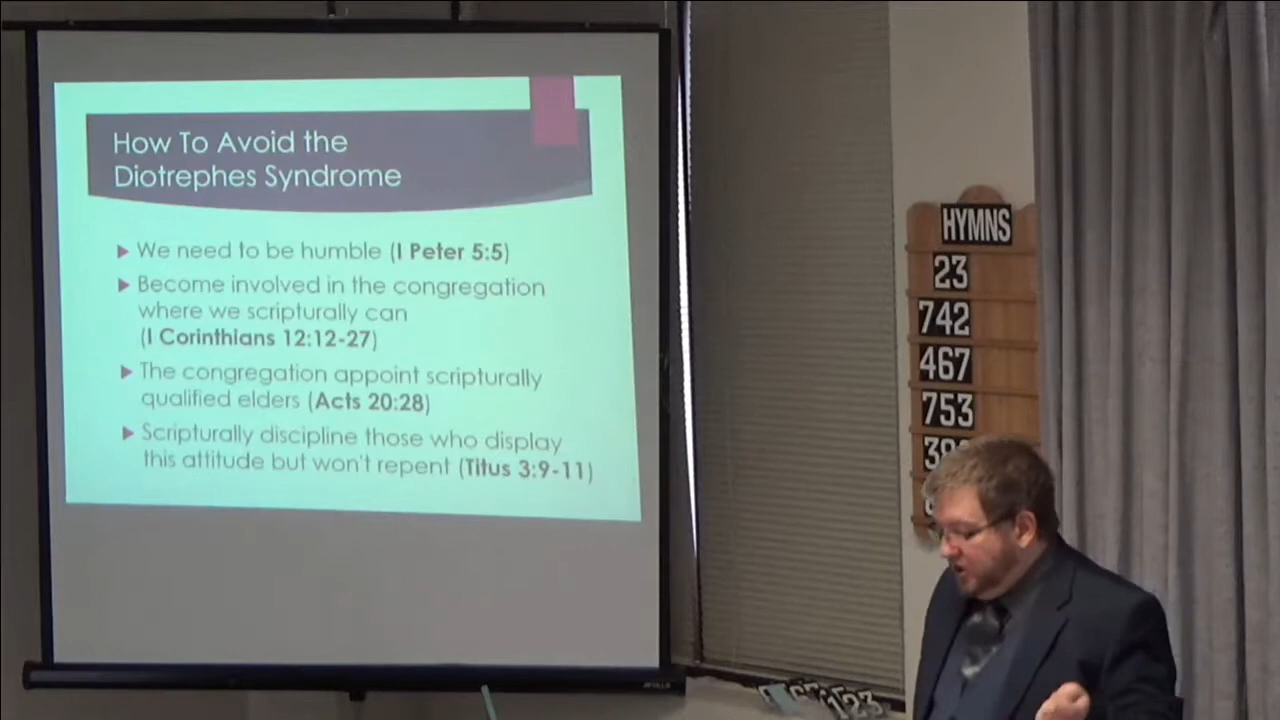 How To Avoid the
Diotrephes Syndrome
We need to be humble (I Peter 5:5)
Become involved in the congregation
where we scripturally can
(I Corinthians 12:12-27)
The congregation appoint scripturally
qualified elders (Acts 20:28)
Scripturally discipline those who display
this attitude but won't repent (Titus 3:9-11)
HYMNS
23
742
467
753